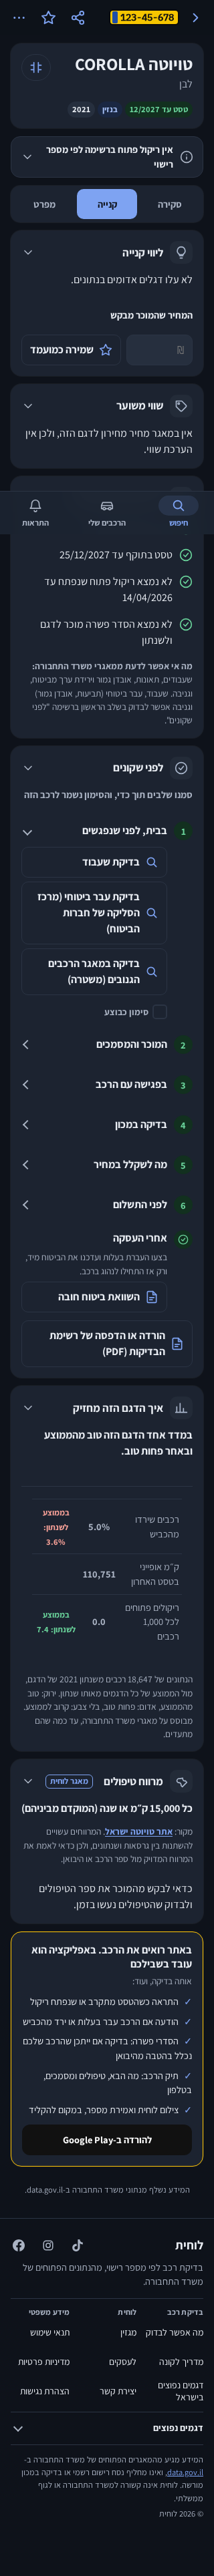 123-45-678
טויוטה COROLLA
לבן
טסט עד 12/2027
בנזין
2021
אין ריקול פתוח ברשימה לפי מספר
רישוי
סקירה
קנייה
מפרט
ליווי קנייה
לא עלו דגלים אדומים בנתונים.
המחיר שהמוכר מבקש
₪
שמירה כמועמד
שווי משוער
אין במאגר מחיר מחירון לדגם הזה, ולכן אין
הערכת שווי.
חיפוש
הרכבים שלי
התראות
טסט בתוקף עד 25/12/2027
לא נמצא ריקול פתוח שנפתח עד
14/04/2026
לא נמצא הסדר פשרה מוכר לדגם
ולשנתון
מה אי אפשר לדעת ממאגרי משרד התחבורה:
שעבודים, תאונות, אובדן גמור וירידת ערך מביטוח,
וגניבה. שעבוד, עבר ביטוחי (תביעות, אובדן גמור)
וגניבה אפשר לבדוק בשלב הראשון ברשימה "לפני
שקונים".
לפני שקונים
סמנו שלבים תוך כדי, והסימון נשמר לרכב הזה
1
בבית, לפני שנפגשים
בדיקת שעבוד
בדיקת עבר ביטוחי (מרכז
הסליקה של חברות
הביטוח)
בדיקה במאגר הרכבים
הגנובים (משטרה)
סימון כבוצע
2
המוכר והמסמכים
3
בפגישה עם הרכב
4
בדיקה במכון
5
מה לשקלל במחיר
6
לפני התשלום
אחרי העסקה
בצעו העברת בעלות ועדכנו את הביטוח מיד,
ורק אז התחילו לנהוג ברכב.
השוואת ביטוח חובה
הורדה או הדפסה של רשימת
הבדיקות (PDF)
איך הדגם הזה מחזיק
במדד אחד הדגם הזה טוב מהממוצע
ובאחר פחות טוב.
רכבים שירדו
מהכביש
5.0%
בממוצע
לשנתון:
3.6%
ק״מ אופייני
בטסט האחרון
110,751
ריקולים פתוחים
לכל 1,000
רכבים
0.0
בממוצע
לשנתון: 7.4
הנתונים של 18,647 רכבים משנתון 2021 של הדגם,
מול הממוצע של כל הדגמים מאותו שנתון. ירוק: טוב
מהממוצע, אדום: פחות טוב, בלי צבע: קרוב לממוצע.
מחושב על מאגרי משרד התחבורה, עד כמה שהם
מתעדים.
מרווח טיפולים
מאגר לוחית
כל 15,000 ק״מ או שנה (המוקדם מביניהם)
מקור: אתר טויוטה ישראל. המרווחים עשויים
להשתנות בין גרסאות ושנתונים, ולכן כדאי לאמת את
המרווח המדויק מול ספר הרכב או היבואן.
כדאי לבקש מהמוכר את ספר הטיפולים
ולבדוק שהטיפולים נעשו בזמן.
באתר רואים את הרכב. באפליקציה הוא
עובד בשבילכם
אותה בדיקה, ועוד:
✓ התראה כשהטסט מתקרב או שנפתח ריקול
✓ הודעה אם הרכב עבר בעלות או ירד מהכביש
✓ הסדרי פשרה: בדיקה אם ייתכן שהרכב שלכם
נכלל בהטבה מהיבואן
✓ תיק הרכב: מה הבא, טיפולים ומסמכים,
בטלפון
✓ צילום לוחית ואמירת מספר, במקום להקליד
להורדה ב-Google Play
המידע נשלף מנתוני משרד התחבורה ב-data.gov.il.
לוחית
בדיקת רכב לפי מספר רישוי, מהנתונים הפתוחים של
משרד התחבורה.
בדיקת רכב
לוחית
מידע משפטי
מה אפשר לבדוק
מגזין
תנאי שימוש
מדריך לקונה
לעסקים
מדיניות פרטיות
דגמים נפוצים
בישראל
יצירת קשר
הצהרת נגישות
דגמים נפוצים
המידע מגיע מהמאגרים הפתוחים של משרד התחבורה ב-
data.gov.il, ואינו מחליף נסח רישום רשמי או בדיקה במכון
מורשה. לוחית אינה קשורה למשרד התחבורה או לגוף
ממשלתי.
© 2026 לוחית